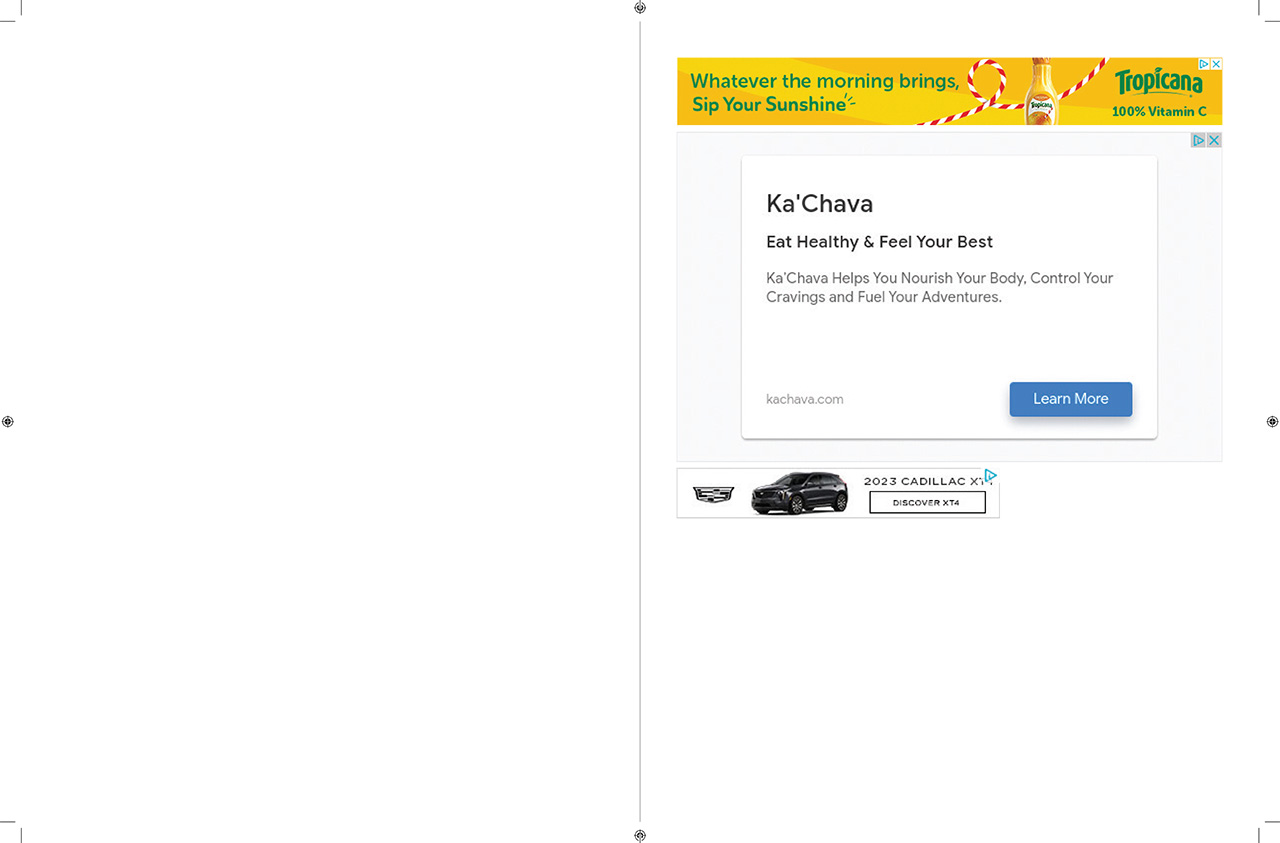 Whatever the morning brings,
Sip Your Sunshine
Tropicana
Tropicana
100% Vitamin C
Ka'Chava
Eat Healthy & Feel Your Best
Ka'Chava Helps You Nourish Your Body, Control Your
Cravings and Fuel Your Adventures.
kachava.com
Learn More
2023 CADILLAC XT4
DISCOVER XT4